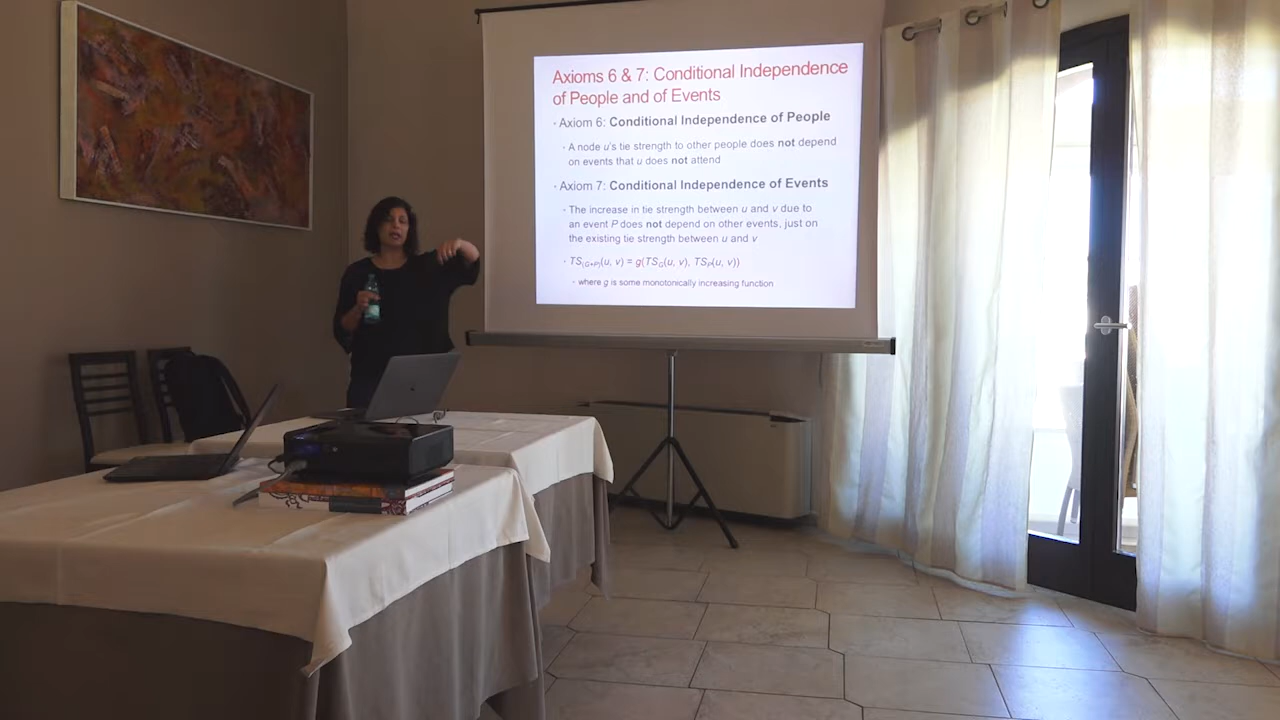 Axioms 6 & 7: Conditional Independence
of People and of Events
· Axiom 6: Conditional Independence of People
· A node u's tie strength to other people does not depend
on events that u does not attend
· Axiom 7: Conditional Independence of Events
· The increase in tie strength between u and v due to
an event P does not depend on other events, just on
the existing tie strength between u and v
· TS(G+P)(u, v) = g(TSG(u, v), TSP(u, v))
· where g is some monotonically increasing function